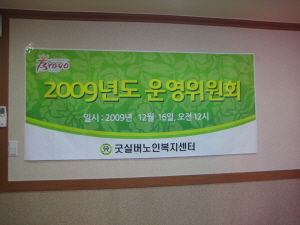 Bravo
2009년도 운영위원회
일시 : 2009년 12월 16일, 오전 12시
굿실버노인복지센터